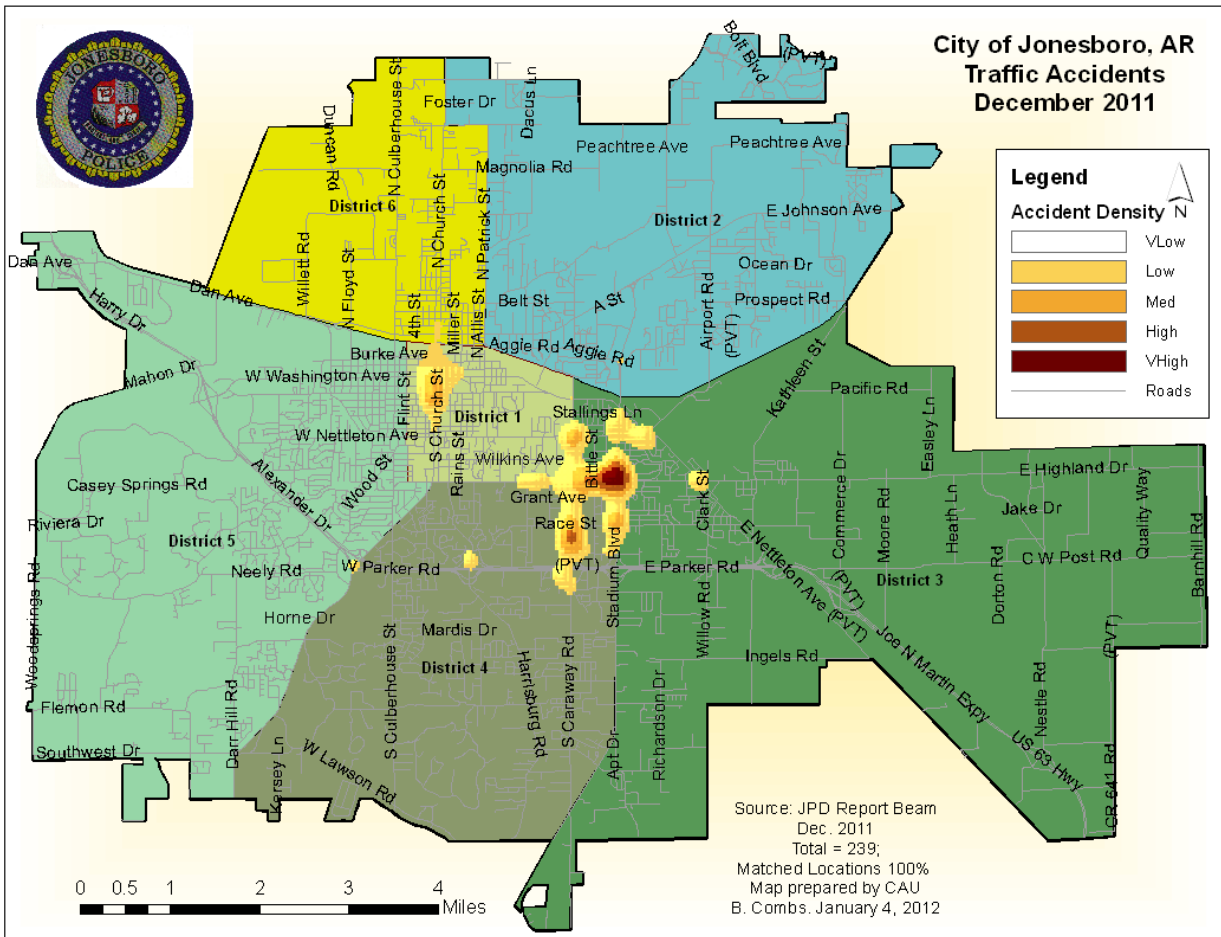 City of Jonesboro, AR
Traffic Accidents
December 2011
JONESBORO
POLICE
Legend
N
Accident Density
VLow
Low
Med
High
VHigh
Roads
Bolt Blvd
(PVT)
Foster Dr
Dacus Ln
Duncan Rd
N Culberhouse St
Peachtree Ave
Peachtree Ave
Magnolia Rd
District 6
N Church St
N Patrick St
District 2
E Johnson Ave
Dan Ave
Willett Rd
N Floyd St
Ocean Dr
Harry Dr
Dan Ave
4th St
Miller St
N Allis St
Belt St
A St
Airport Rd
(PVT)
Prospect Rd
Burke Ave
Aggie Rd
Aggie Rd
Mahon Dr
W Washington Ave
Flint St
S Church St
District 1
Kathleen St
Pacific Rd
Stallings Ln
Easley Ln
W Nettleton Ave
Rains St
Wilkins Ave
Bittle St
E Highland Dr
Casey Springs Rd
Alexander Dr
Wood St
Grant Ave
Clark St
Commerce Dr
Moore Rd
Heath Ln
Jake Dr
Quality Way
Riviera Dr
District 5
Race St
E Nettleton Ave (PVT)
C W Post Rd
Barnhill Rd
Neely Rd
W Parker Rd
(PVT)
Stadium Blvd
E Parker Rd
(PVT)
District 3
Dorton Rd
Woodsprings Rd
Horne Dr
Mardis Dr
Willow Rd
(PVT)
District 4
S Culberhouse St
Harrisburg Rd
S Caraway Rd
Ingels Rd
Joe N Martin Expy
Flemon Rd
Darr Hill Rd
Richardson Dr
Nestle Rd
Southwest Dr
Kersey Ln
W Lawson Rd
Apt Dr
US 63 Hwy
CR 641 Rd
Source: JPD Report Beam
Dec. 2011
Total = 239;
Matched Locations 100%
Map prepared by CAU
B. Combs. January 4, 2012
0 0.5 1 2 3 4
Miles